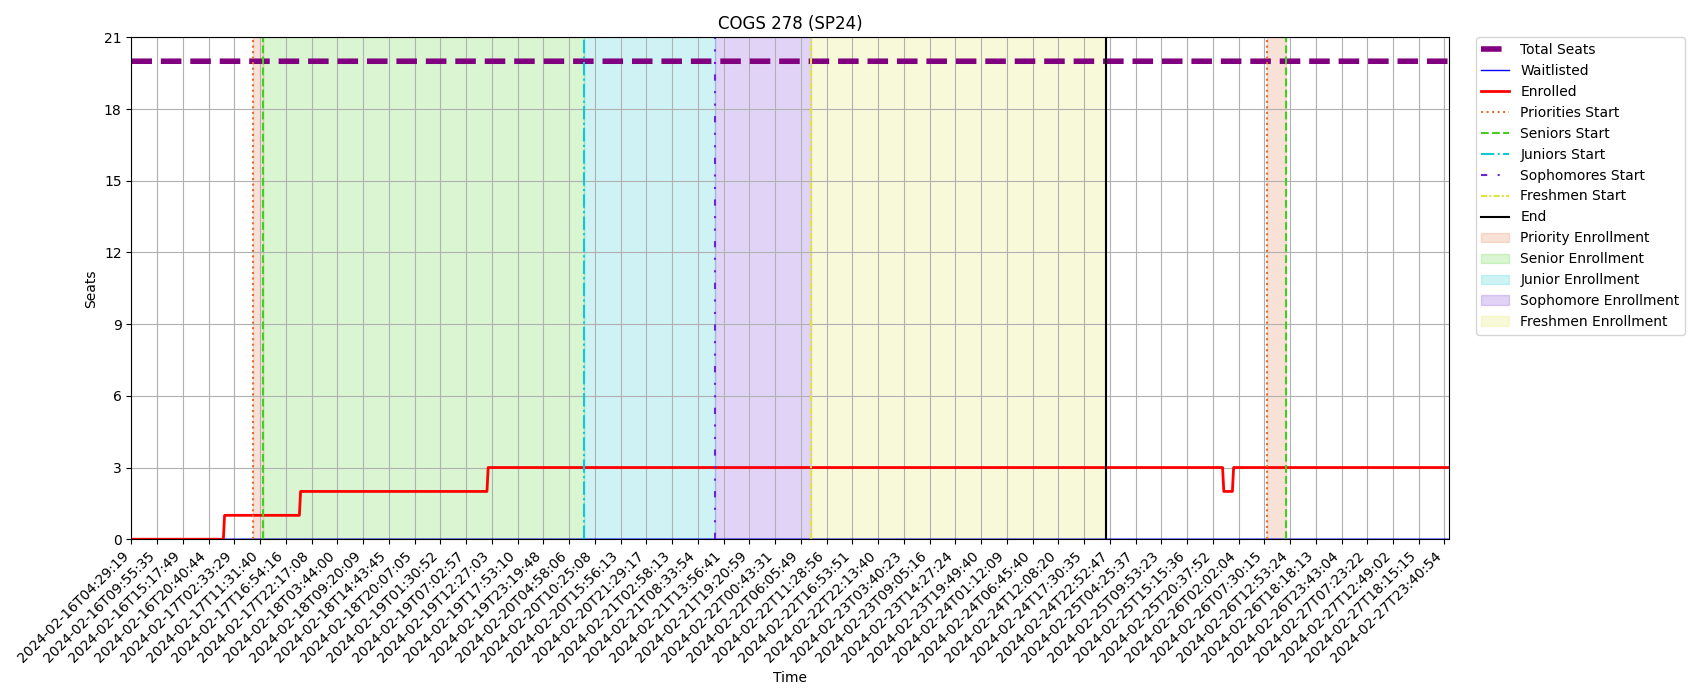 COGS 278 (SP24)
21
18
15
12
9
6
3
0
Seats
2024-02-16T04:29:19
2024-02-16T09:55:35
2024-02-16T15:17:49
2024-02-16T20:40:44
2024-02-17T02:33:29
2024-02-17T11:31:40
2024-02-17T16:54:16
2024-02-17T22:17:08
2024-02-18T03:44:00
2024-02-18T09:20:09
2024-02-18T14:43:45
2024-02-18T20:07:05
2024-02-19T01:30:52
2024-02-19T07:02:57
2024-02-19T12:27:03
2024-02-19T17:53:10
2024-02-19T23:19:48
2024-02-20T04:58:06
2024-02-20T10:25:08
2024-02-20T15:56:13
2024-02-20T21:29:17
2024-02-21T02:58:13
2024-02-21T08:33:54
2024-02-21T13:56:41
2024-02-21T19:20:59
2024-02-22T00:43:31
2024-02-22T06:05:49
2024-02-22T11:28:56
2024-02-22T16:53:51
2024-02-22T22:13:40
2024-02-23T03:40:23
2024-02-23T09:05:16
2024-02-23T14:27:24
2024-02-23T19:49:40
2024-02-24T01:12:09
2024-02-24T06:45:40
2024-02-24T12:08:20
2024-02-24T17:30:35
2024-02-24T22:52:47
2024-02-25T04:25:37
2024-02-25T09:53:23
2024-02-25T15:15:36
2024-02-25T20:37:52
2024-02-26T02:02:04
2024-02-26T07:30:15
2024-02-26T12:53:24
2024-02-26T18:18:13
2024-02-26T23:43:04
2024-02-27T07:23:22
2024-02-27T12:49:02
2024-02-27T18:15:15
2024-02-27T23:40:54
Time
Total Seats
Waitlisted
Enrolled
Priorities Start
Seniors Start
Juniors Start
Sophomores Start
Freshmen Start
End
Priority Enrollment
Senior Enrollment
Junior Enrollment
Sophomore Enrollment
Freshmen Enrollment